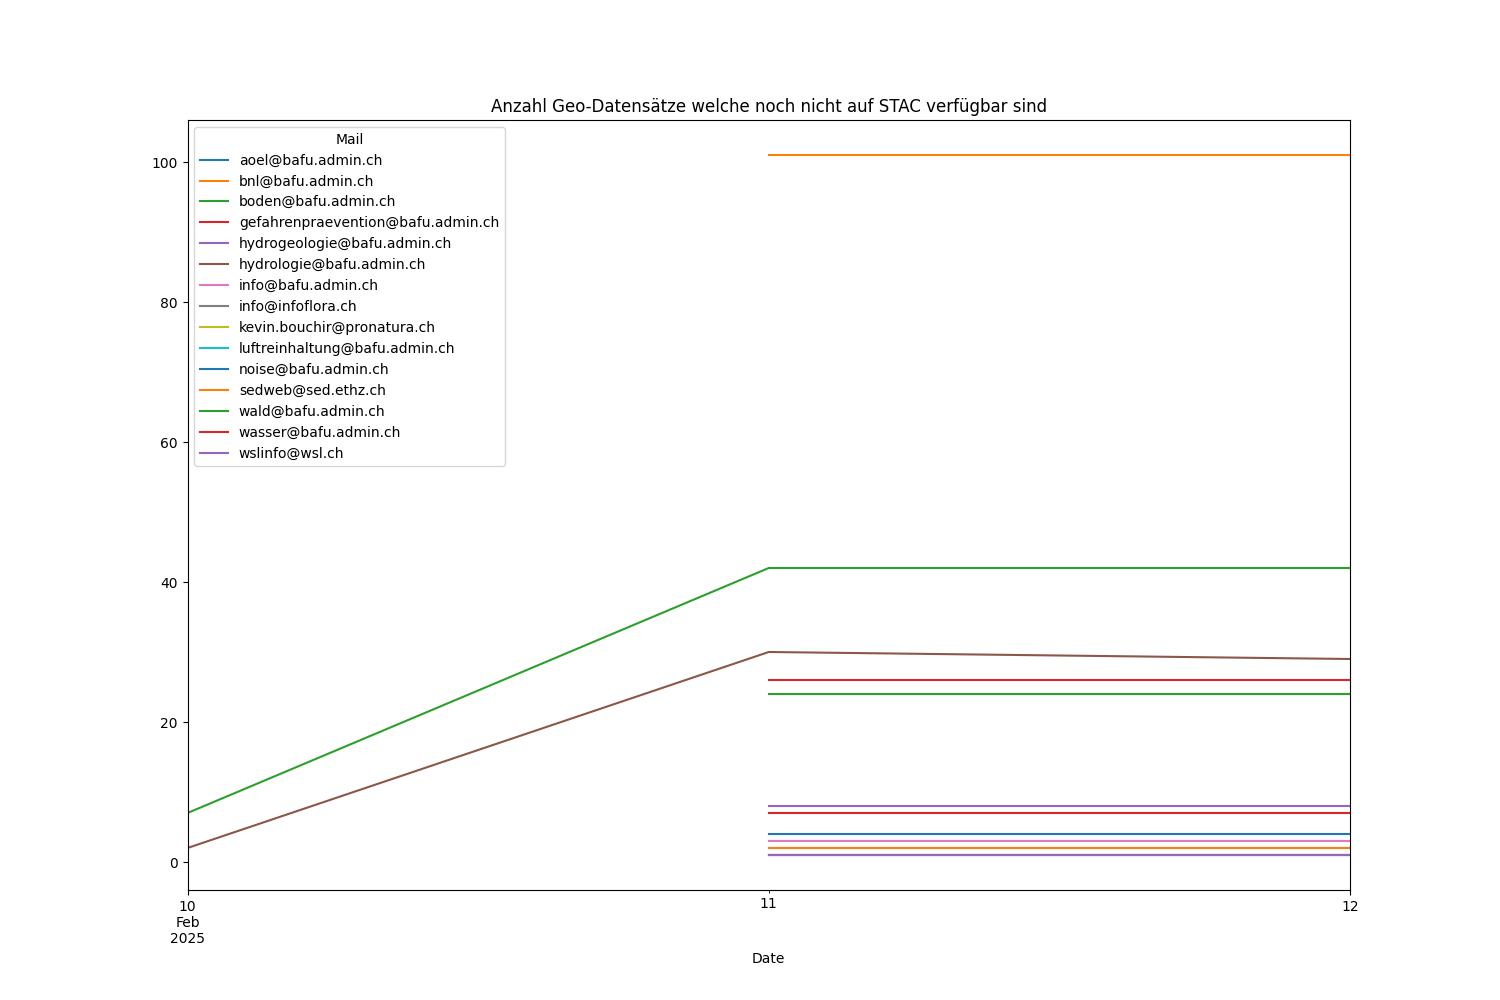 Anzahl Geo-Datensätze welche noch nicht auf STAC verfügbar sind
Mail
aoel@bafu.admin.ch
bnl@bafu.admin.ch
boden@bafu.admin.ch
gefahrenpraevention@bafu.admin.ch
hydrogeologie@bafu.admin.ch
hydrologie@bafu.admin.ch
info@bafu.admin.ch
info@infoflora.ch
kevin.bouchir@pronatura.ch
luftreinhaltung@bafu.admin.ch
noise@bafu.admin.ch
sedweb@sed.ethz.ch
wald@bafu.admin.ch
wasser@bafu.admin.ch
wslinfo@wsl.ch
100
80
60
40
20
0
10
Feb
2025
11
12
Date